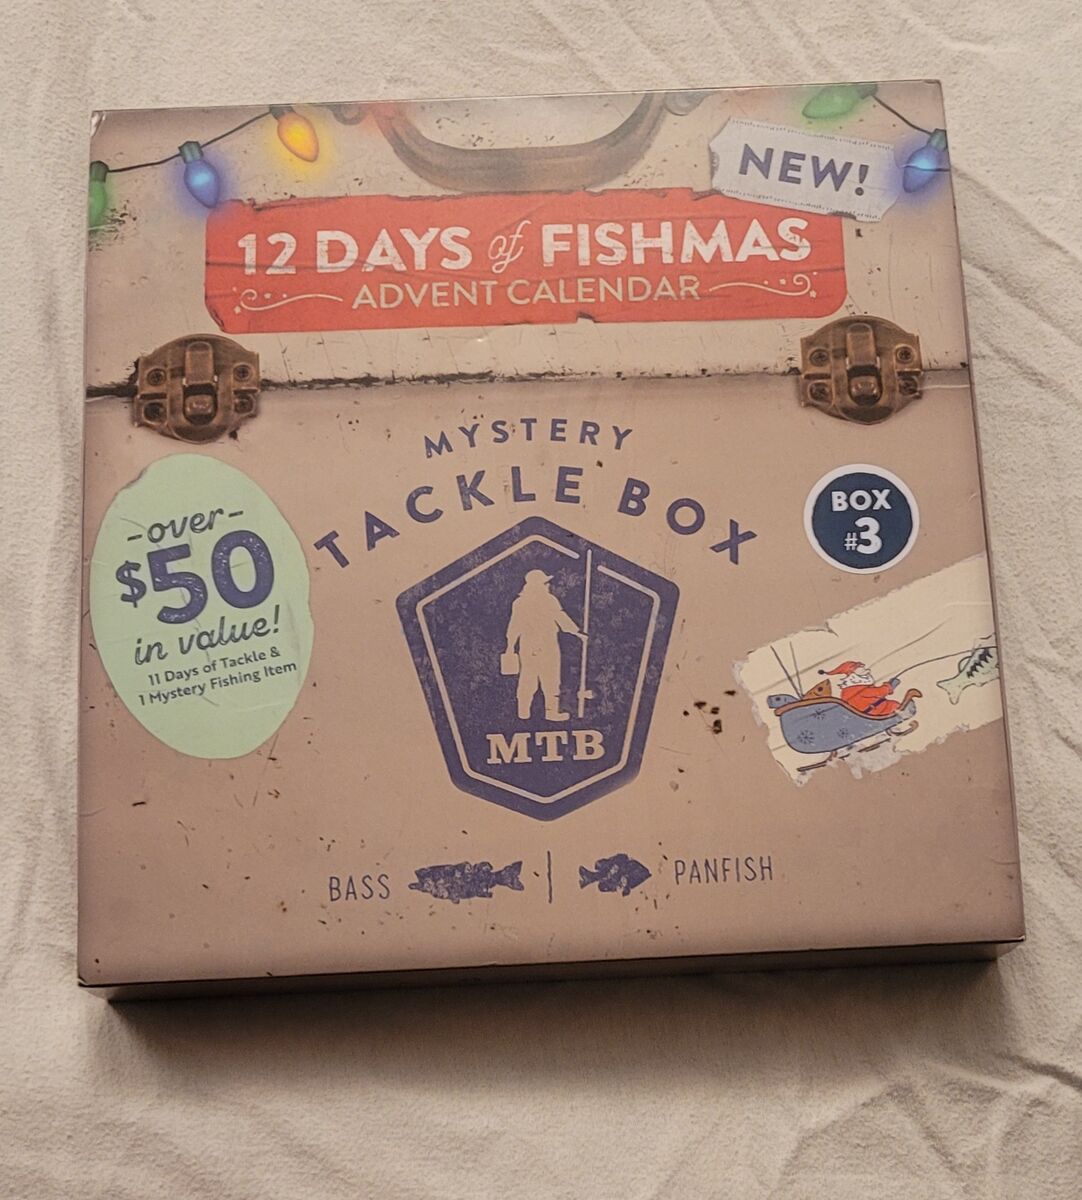 NEW!
12 DAYS of FISHMAS
ADVENT CALENDAR
MYSTERY
TACKLE BOX
-over-
$50
in value!
11 Days of Tackle &
1 Mystery Fishing Item
BOX
#3
MTB
BASS | PANFISH